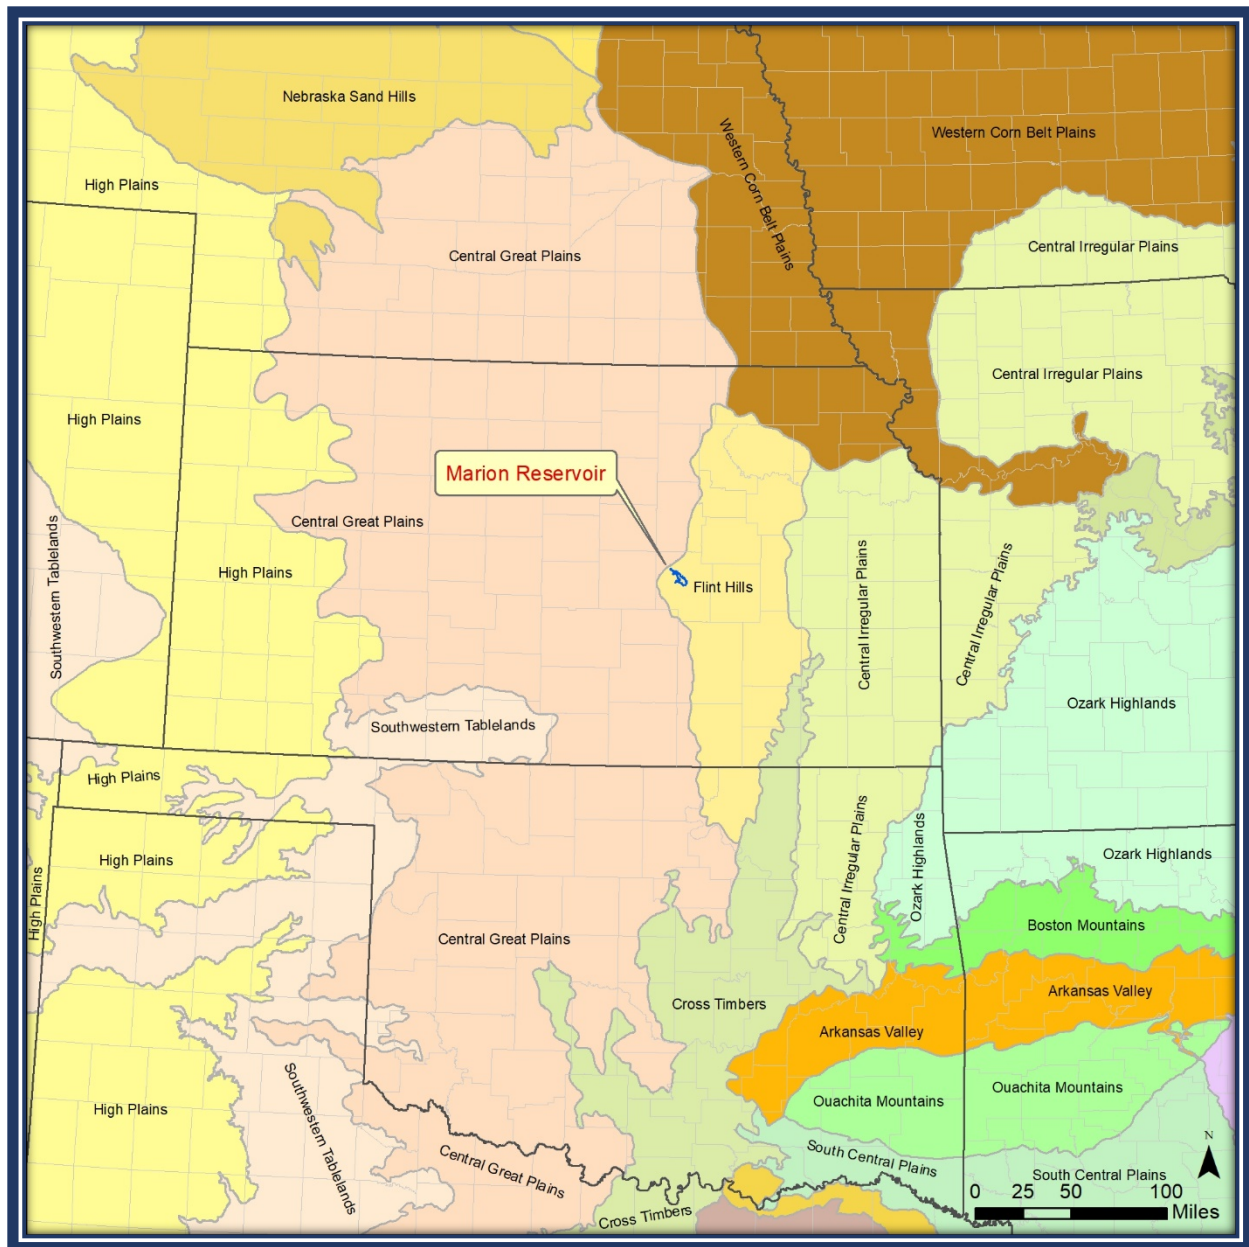 Nebraska Sand Hills
Western Corn Belt Plains
Western Corn Belt Plains
High Plains
Central Great Plains
Central Irregular Plains
Central Irregular Plains
High Plains
Marion Reservoir
Central Great Plains
Southwestern Tablelands
High Plains
Flint Hills
Central Irregular Plains
Central Irregular Plains
Ozark Highlands
Southwestern Tablelands
High Plains
High Plains
High Plains
Central Irregular Plains
Ozark Highlands
Ozark Highlands
Central Great Plains
Boston Mountains
Cross Timbers
Arkansas Valley
Arkansas Valley
High Plains
Southwestern Tablelands
Ouachita Mountains
Ouachita Mountains
Central Great Plains
South Central Plains
South Central Plains
Cross Timbers
N
0 25 50 100
Miles